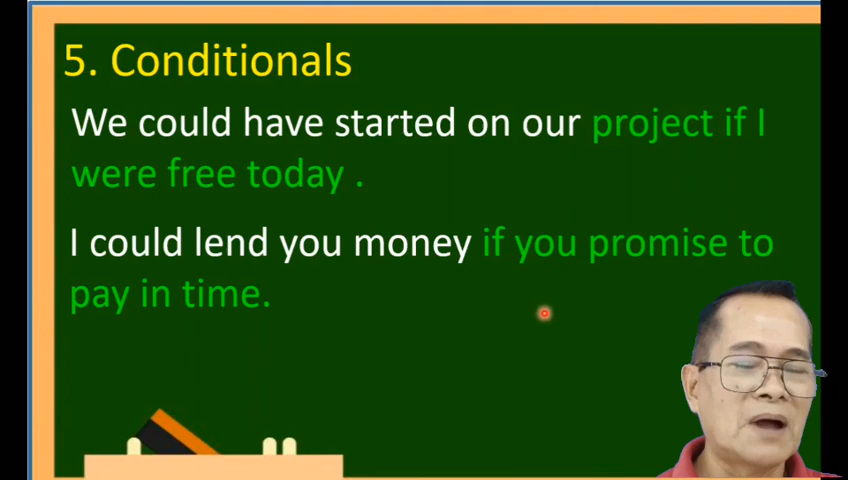 5. Conditionals
We could have started on our project if I
were free today .
I could lend you money if you promise to
pay in time.